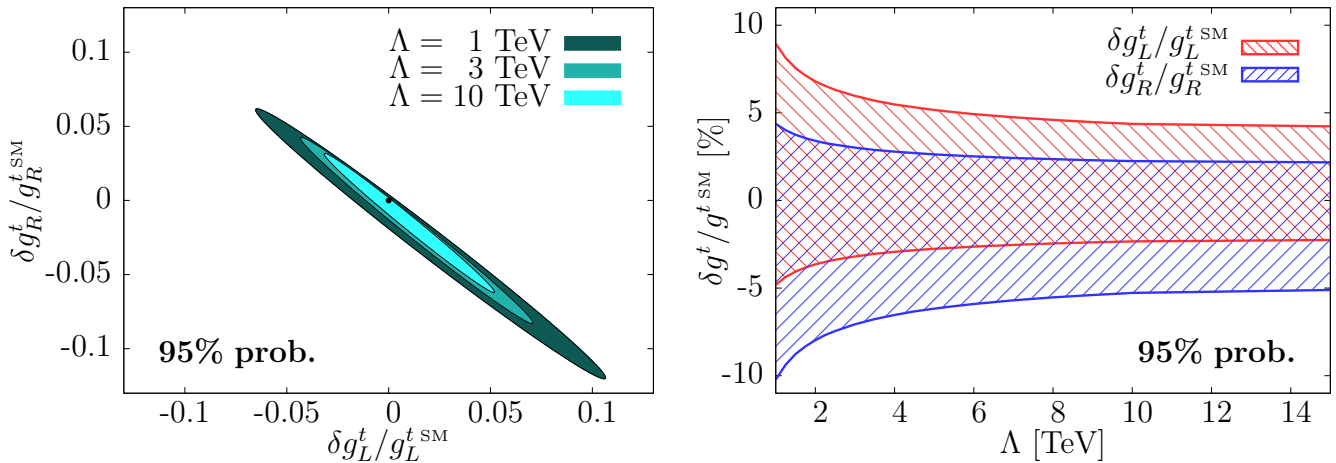 0.1
0.05
0
-0.05
-0.1
δg_R^t/g_R^{t SM}
Λ = 1 TeV
Λ = 3 TeV
Λ = 10 TeV
95% prob.
-0.1 -0.05 0 0.05 0.1
δg_L^t/g_L^{t SM}
10
5
0
-5
-10
δg^t/g^{t SM} [%]
δg_L^t/g_L^{t SM}
δg_R^t/g_R^{t SM}
95% prob.
2 4 6 8 10 12 14
Λ [TeV]